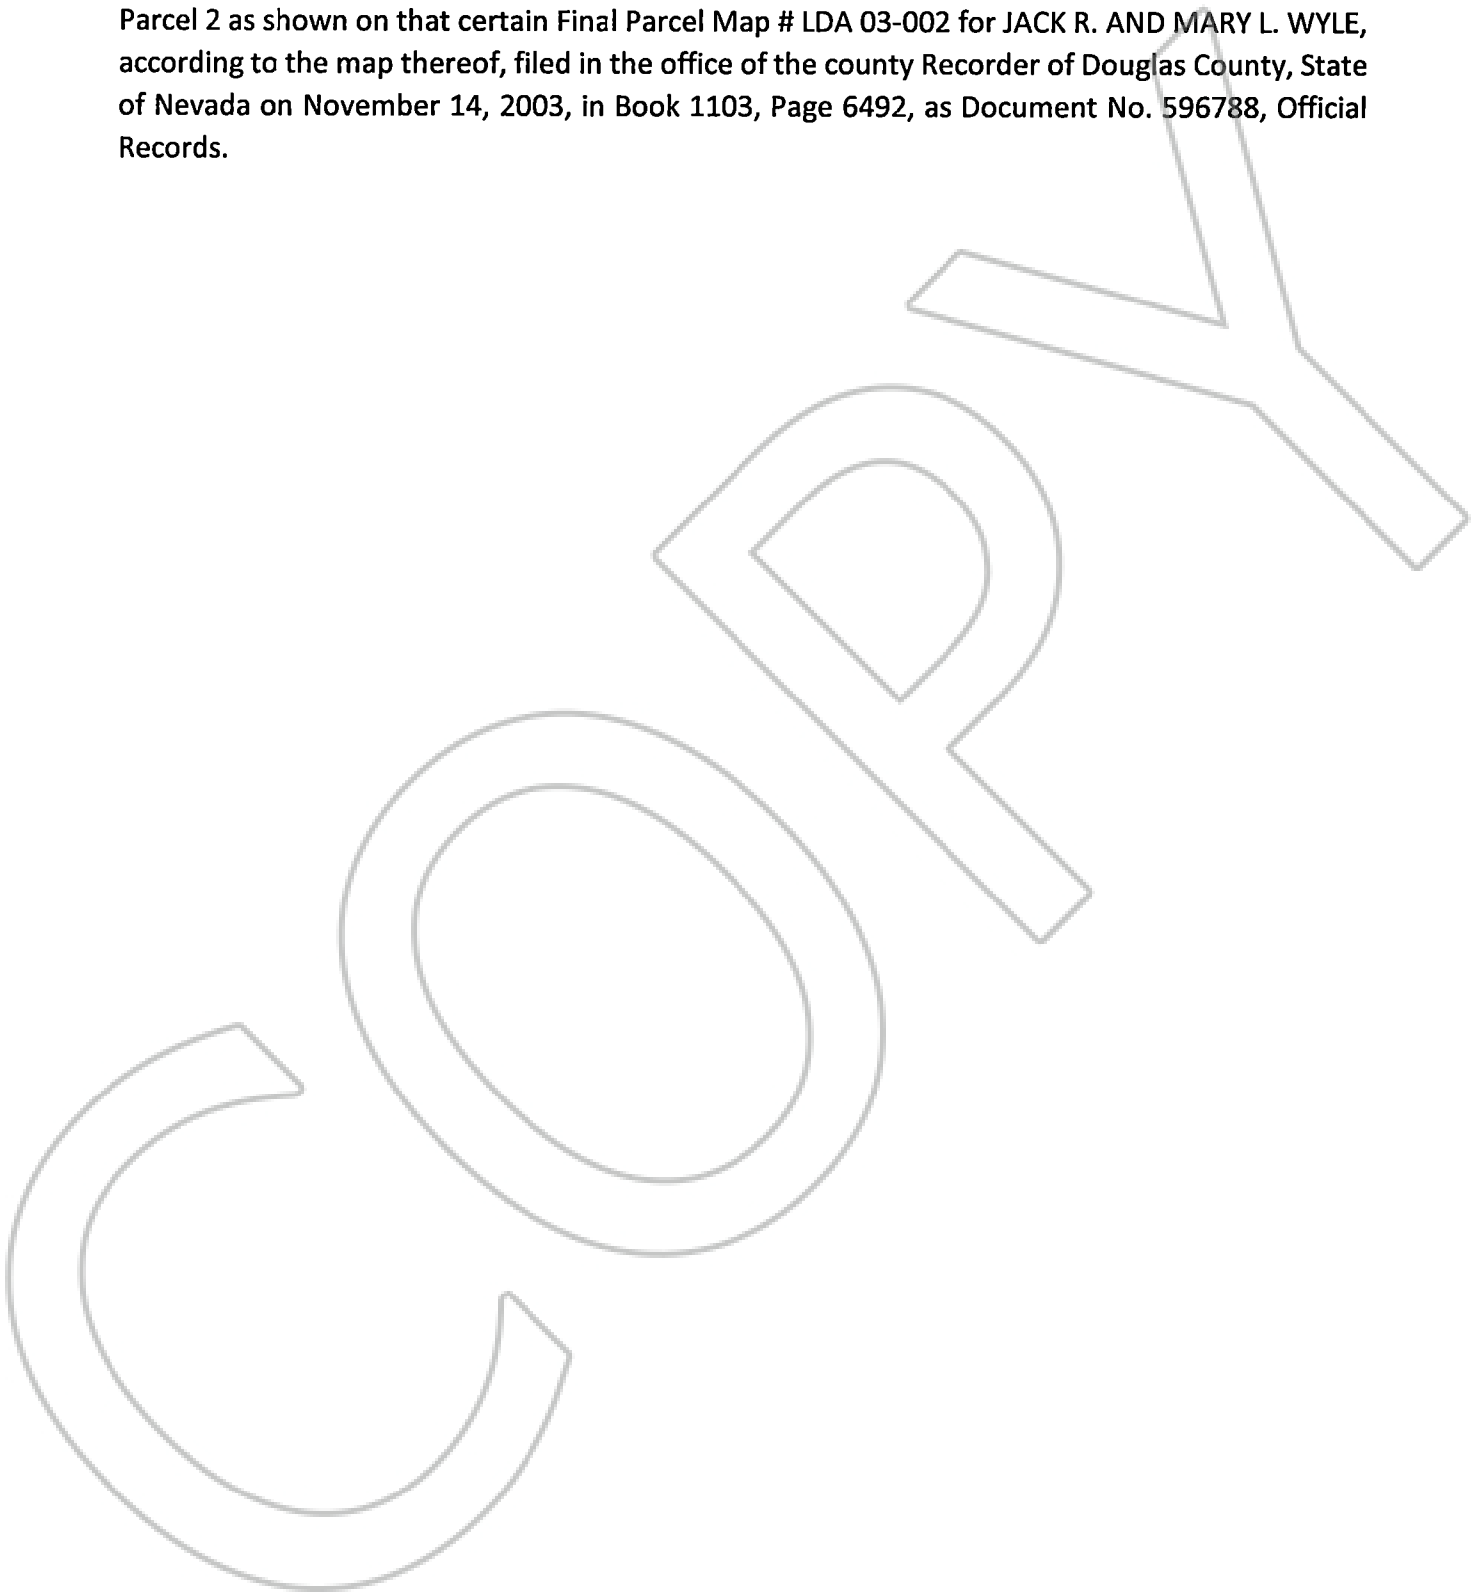 Parcel 2 as shown on that certain Final Parcel Map # LDA 03-002 for JACK R. AND MARY L. WYLE,
according to the map thereof, filed in the office of the county Recorder of Douglas County, State
of Nevada on November 14, 2003, in Book 1103, Page 6492, as Document No. 596788, Official
Records.
COPY